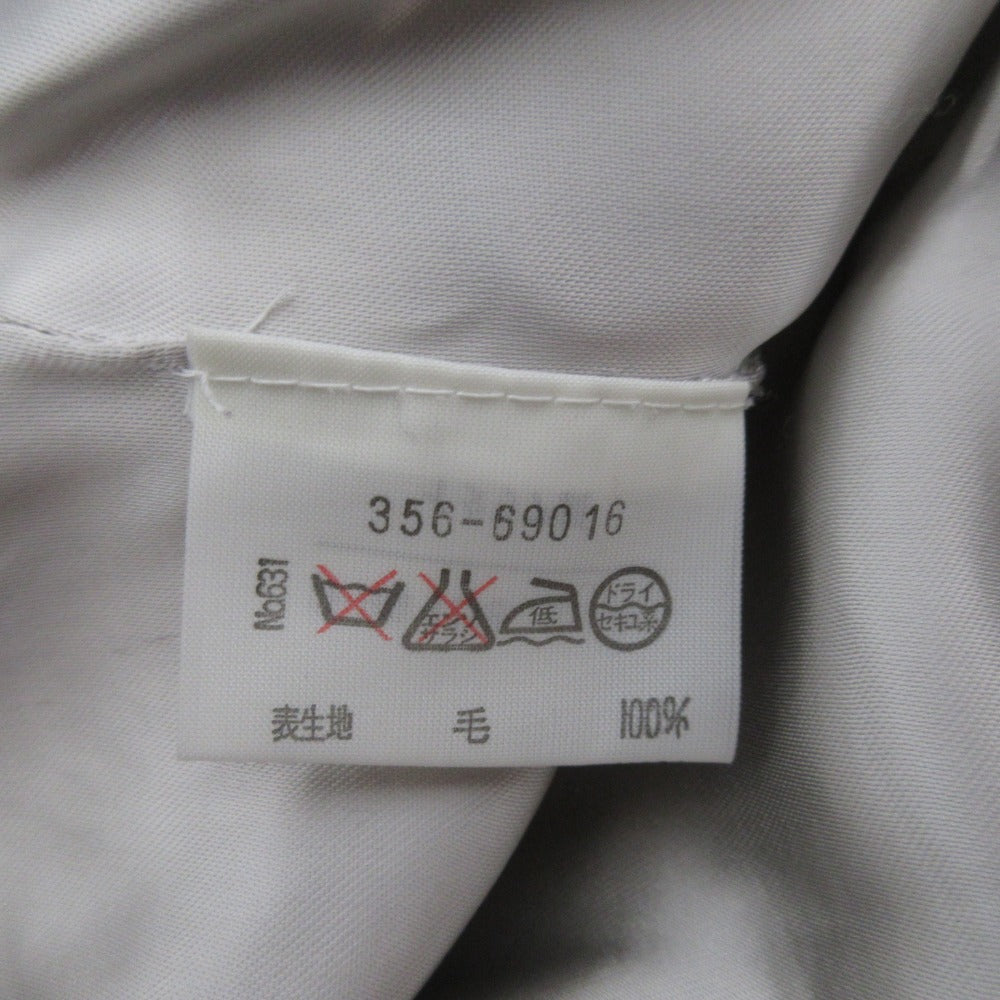 356-69016
No631
エンソ
サラシ
低
ドライ
セキユ系
表生地 毛 100%